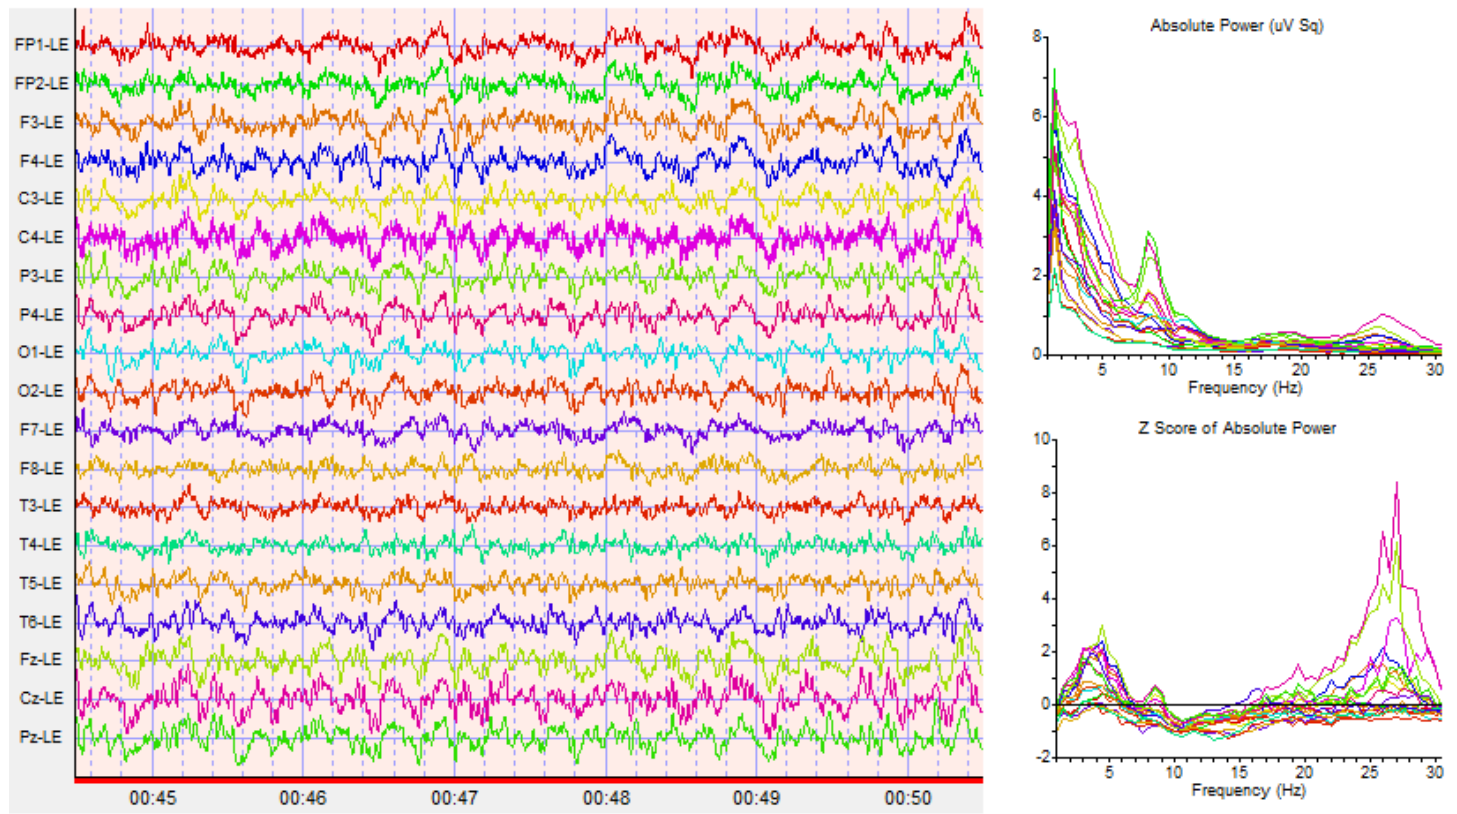 FP1-LE
FP2-LE
F3-LE
F4-LE
C3-LE
C4-LE
P3-LE
P4-LE
O1-LE
O2-LE
F7-LE
F8-LE
T3-LE
T4-LE
T5-LE
T6-LE
Fz-LE
Cz-LE
Pz-LE
00:45 00:46 00:47 00:48 00:49 00:50
Absolute Power (uV Sq)
8
6
4
2
0
5 10 15 20 25 30
Frequency (Hz)
Z Score of Absolute Power
10
8
6
4
2
0
-2
5 10 15 20 25 30
Frequency (Hz)